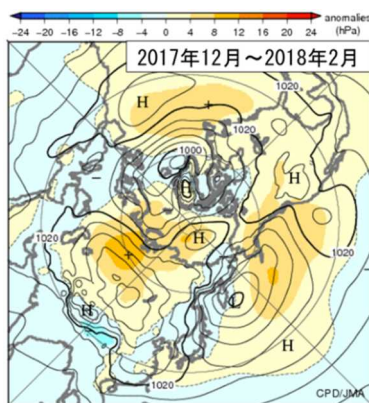 anomalies
-24 -20 -16 -12 -8 -4 0 4 8 12 16 20 24 (hPa)
2017年12月～2018年2月
1020
H
+
1020
1000
H
-
H
1020
1020
+
H
L
H
1020
CPD/JMA